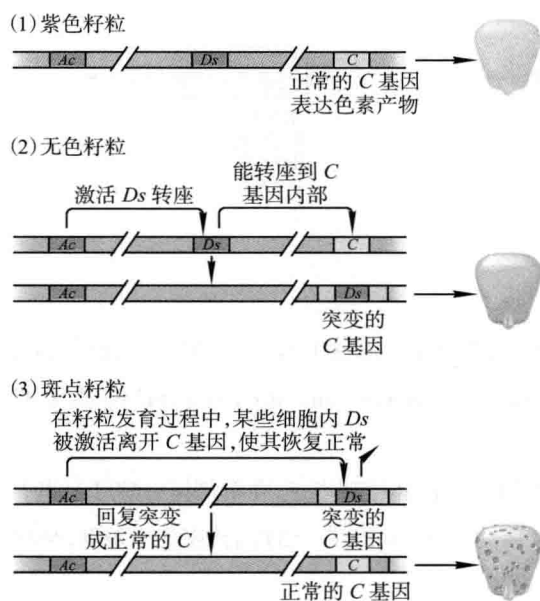 (1)紫色籽粒
Ac Ds C
正常的 C 基因
表达色素产物
(2)无色籽粒
激活 Ds 转座
能转座到 C
基因内部
Ac Ds C
Ac Ds
突变的
C 基因
(3)斑点籽粒
在籽粒发育过程中,某些细胞内 Ds
被激活离开 C 基因,使其恢复正常
Ac Ds
回复突变
成正常的 C
突变的
C 基因
Ac C
正常的 C 基因